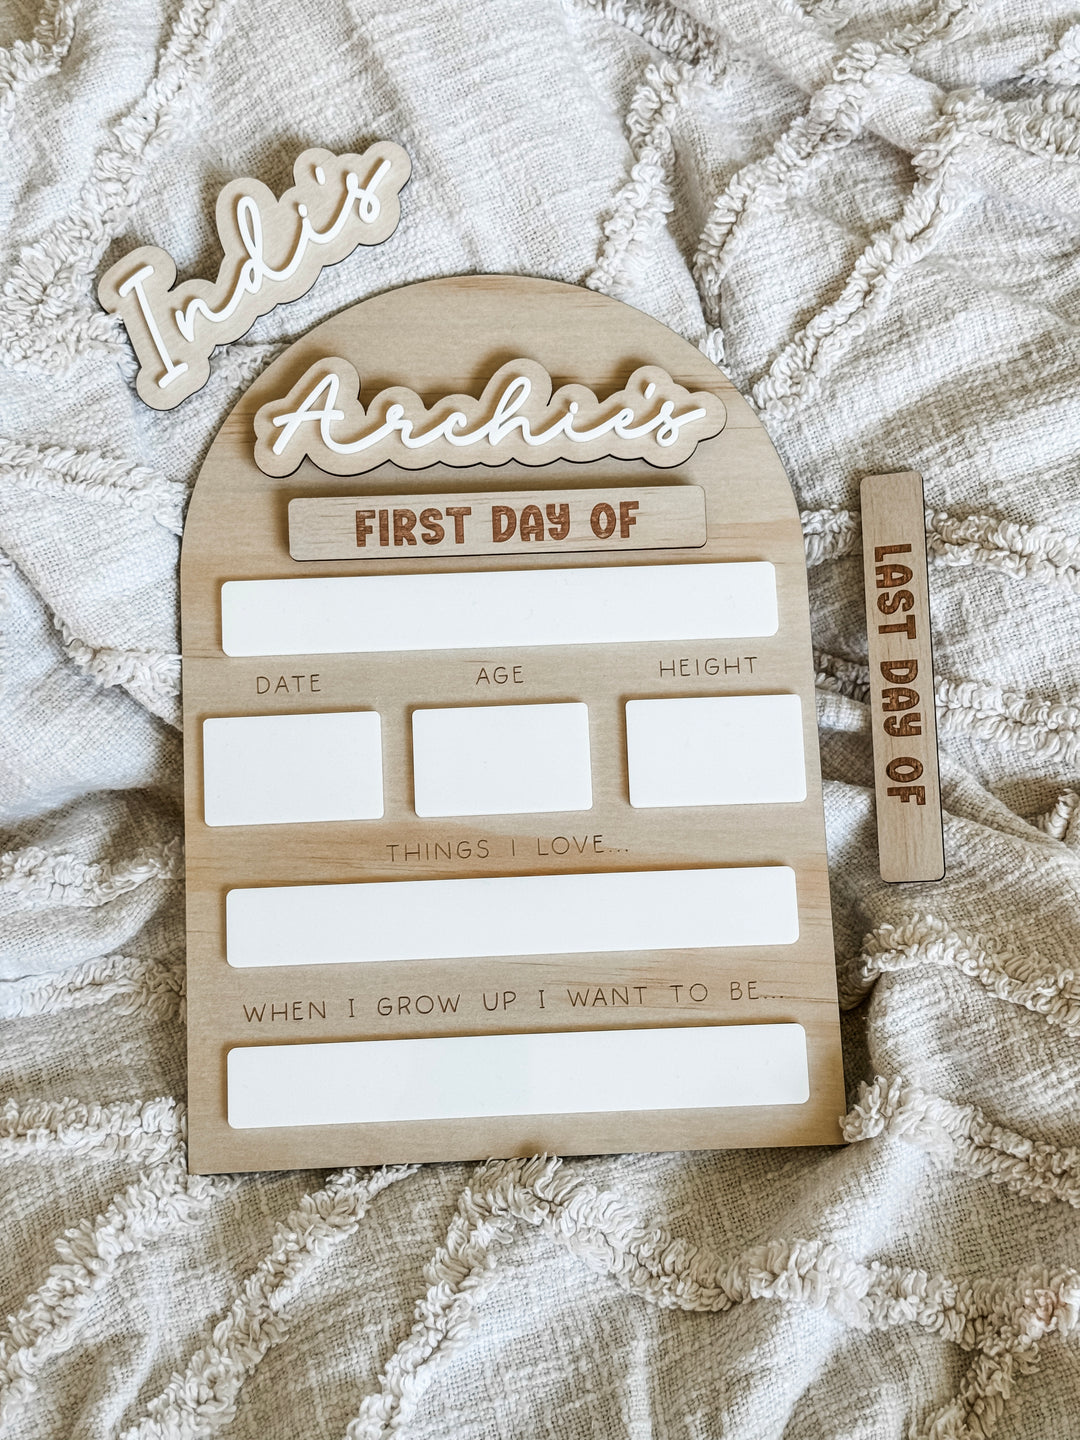 Indi's
Archie's
FIRST DAY OF
DATE AGE HEIGHT
THINGS I LOVE...
WHEN I GROW UP I WANT TO BE...
LAST DAY OF